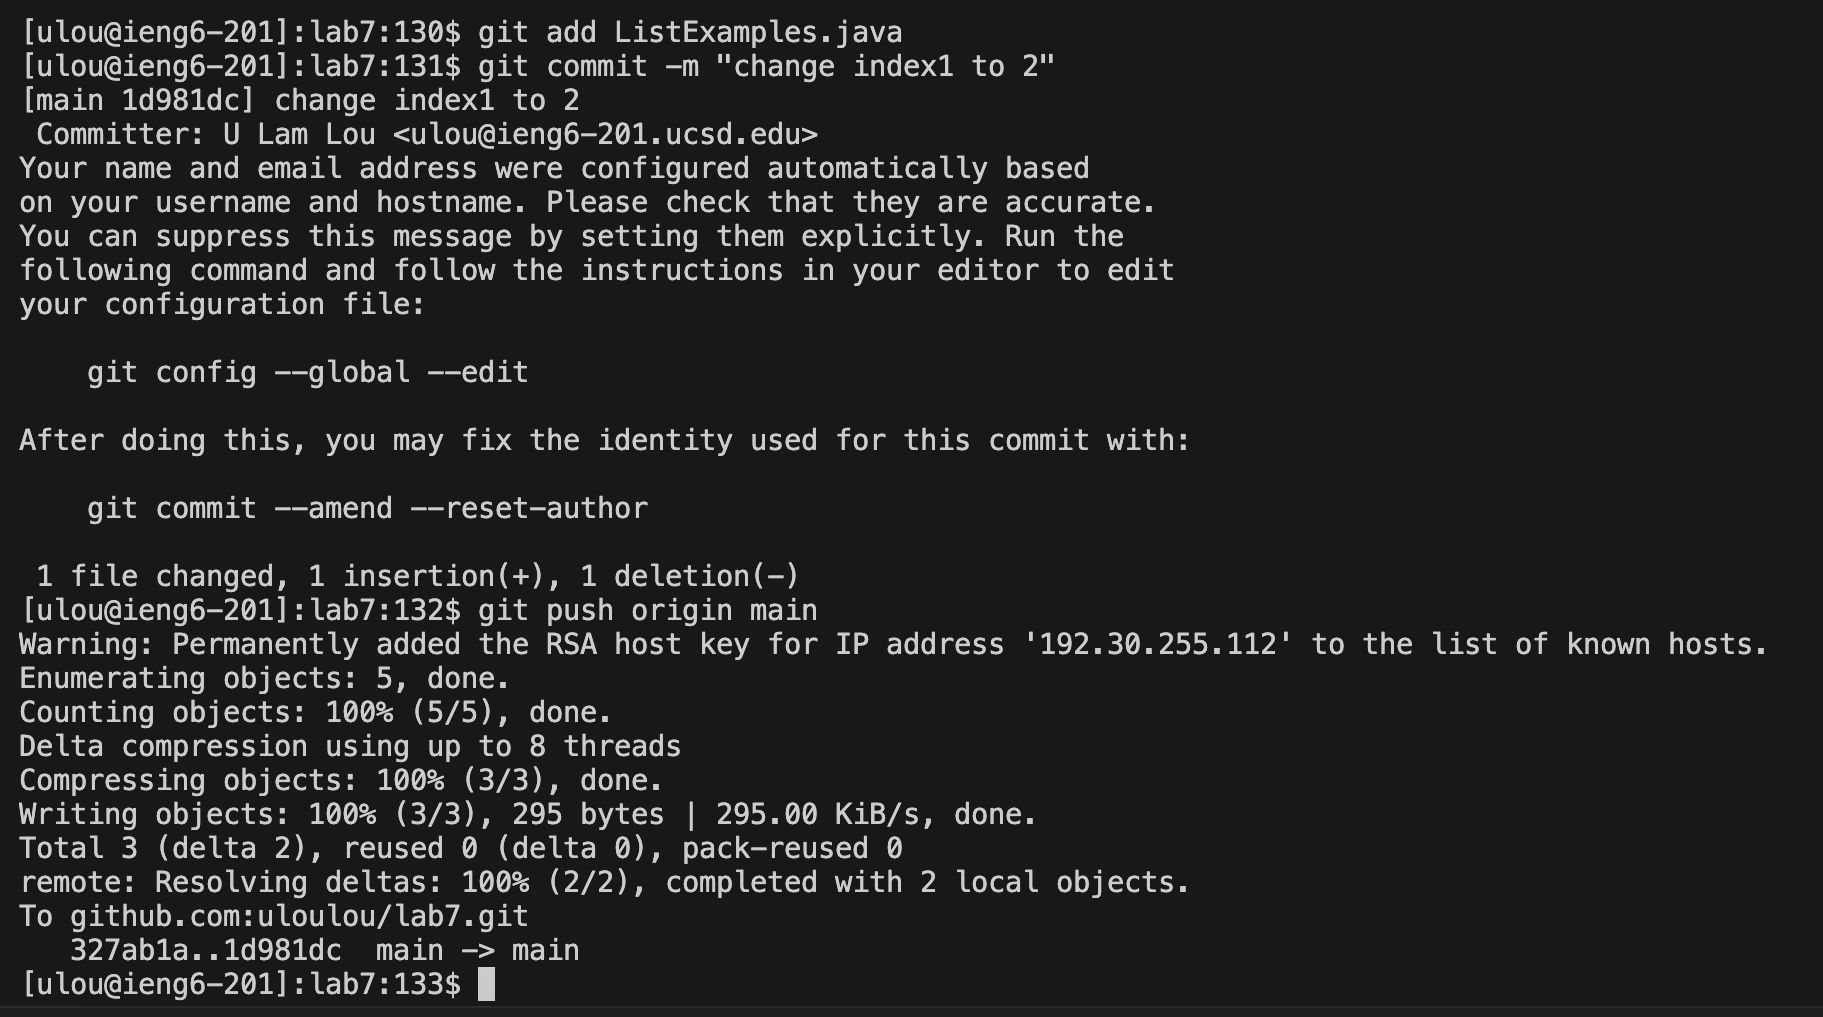 [ulou@ieng6-201]:lab7:130$ git add ListExamples.java
[ulou@ieng6-201]:lab7:131$ git commit -m "change index1 to 2"
[main 1d981dc] change index1 to 2
 Committer: U Lam Lou <ulou@ieng6-201.ucsd.edu>
Your name and email address were configured automatically based
on your username and hostname. Please check that they are accurate.
You can suppress this message by setting them explicitly. Run the
following command and follow the instructions in your editor to edit
your configuration file:

    git config --global --edit

After doing this, you may fix the identity used for this commit with:

    git commit --amend --reset-author

 1 file changed, 1 insertion(+), 1 deletion(-)
[ulou@ieng6-201]:lab7:132$ git push origin main
Warning: Permanently added the RSA host key for IP address '192.30.255.112' to the list of known hosts.
Enumerating objects: 5, done.
Counting objects: 100% (5/5), done.
Delta compression using up to 8 threads
Compressing objects: 100% (3/3), done.
Writing objects: 100% (3/3), 295 bytes | 295.00 KiB/s, done.
Total 3 (delta 2), reused 0 (delta 0), pack-reused 0
remote: Resolving deltas: 100% (2/2), completed with 2 local objects.
To github.com:uloulou/lab7.git
   327ab1a..1d981dc  main -> main
[ulou@ieng6-201]:lab7:133$